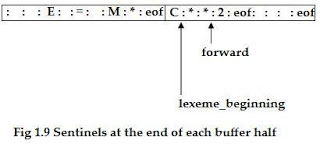 : : : E: :=: :M:*:eof C:*:*:2:eof: : : :eof
forward
lexeme_beginning
Fig 1.9 Sentinels at the end of each buffer half